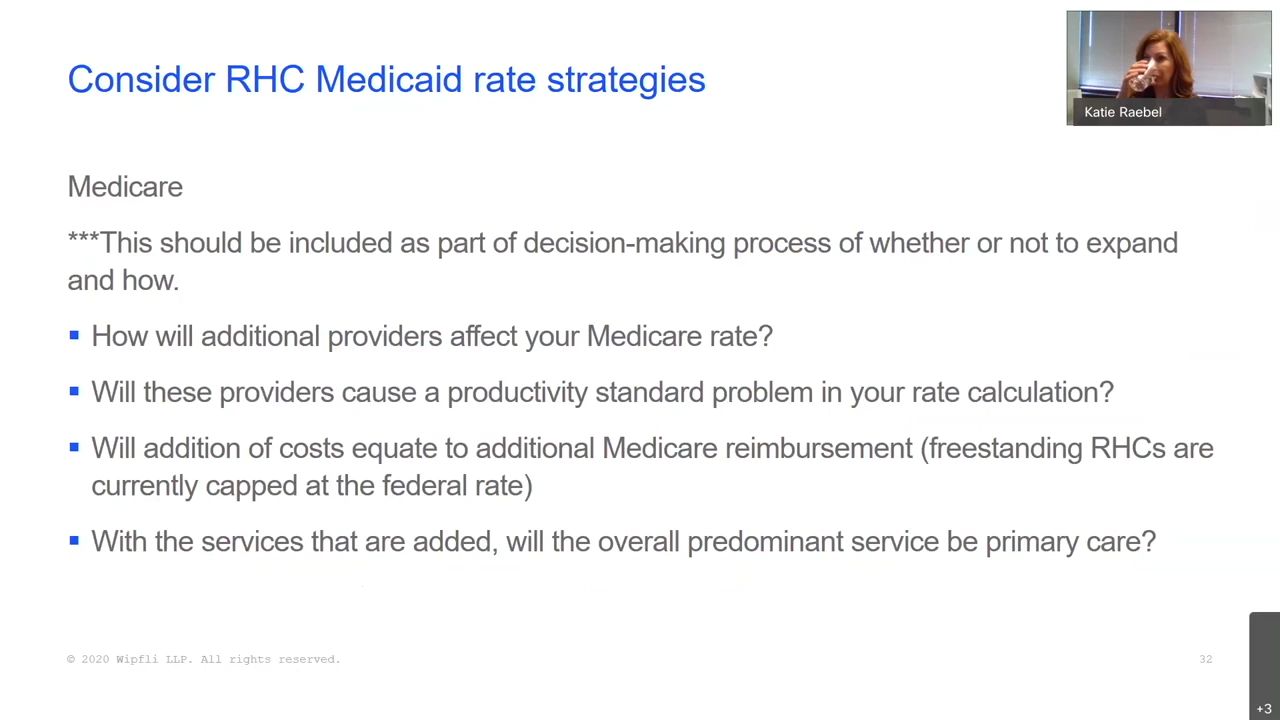 Consider RHC Medicaid rate strategies
Katie Raebel
Medicare
***This should be included as part of decision-making process of whether or not to expand
and how.
▪ How will additional providers affect your Medicare rate?
▪ Will these providers cause a productivity standard problem in your rate calculation?
▪ Will addition of costs equate to additional Medicare reimbursement (freestanding RHCs are
currently capped at the federal rate)
▪ With the services that are added, will the overall predominant service be primary care?
© 2020 Wipfli LLP. All rights reserved.
32
+3